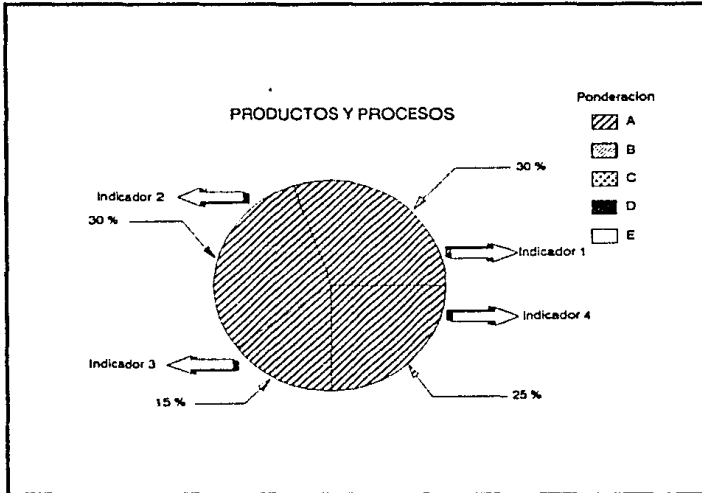 PRODUCTOS Y PROCESOS
Ponderacion
A
B
C
D
E
30 %
Indicador 2
30 %
Indicador 1
Indicador 4
Indicador 3
15 %
25 %